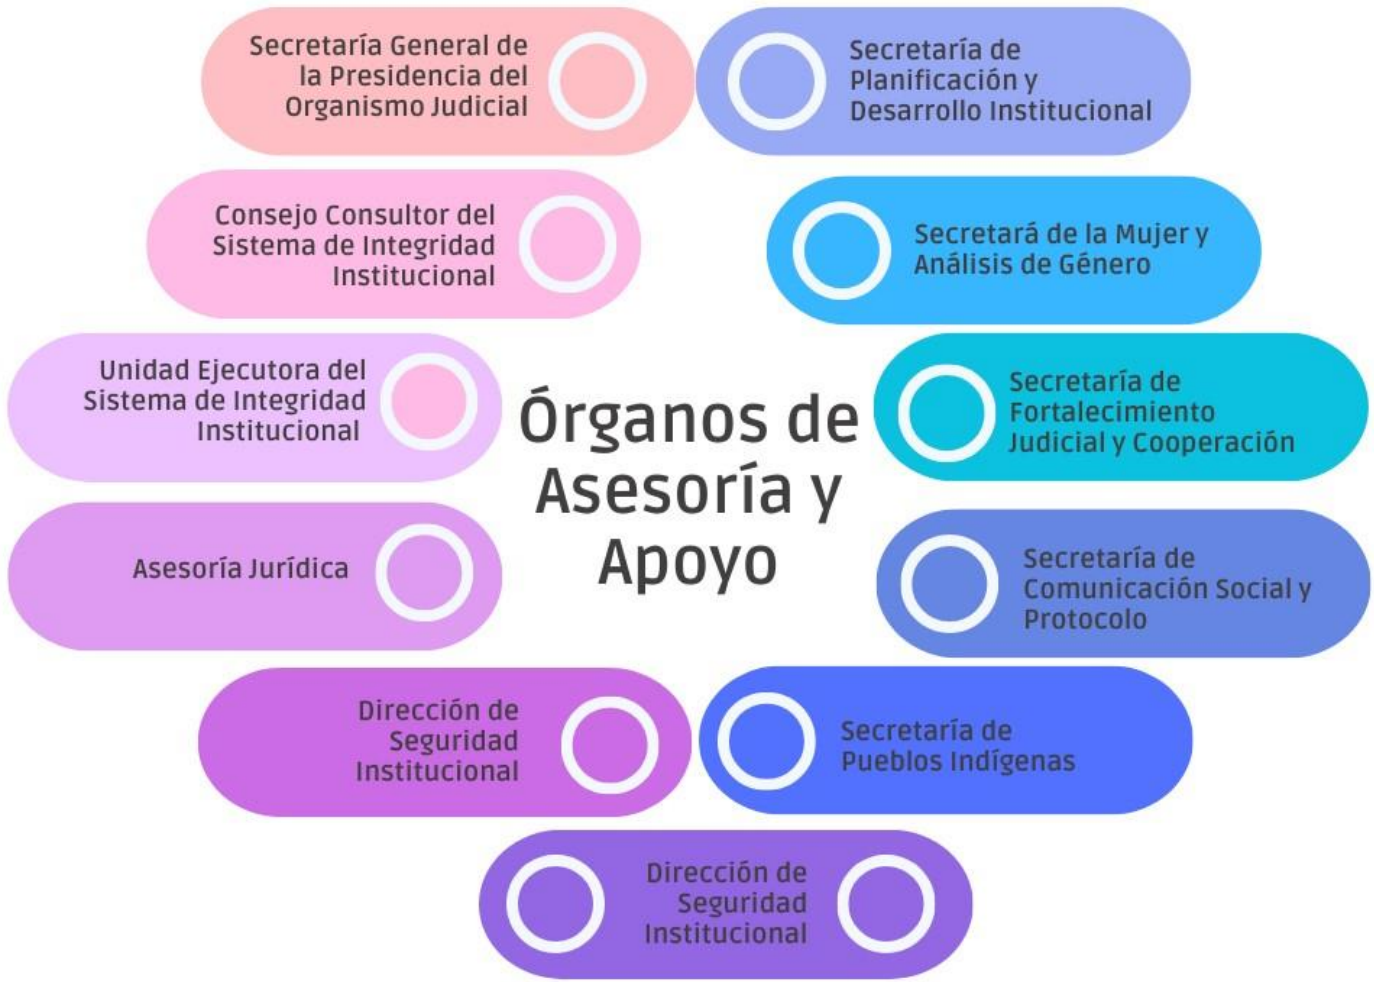 Secretaría General de
la Presidencia del
Organismo Judicial
Secretaría de
Planificación y
Desarrollo Institucional
Consejo Consultor del
Sistema de Integridad
Institucional
Secretará de la Mujer y
Análisis de Género
Unidad Ejecutora del
Sistema de Integridad
Institucional
Órganos de
Asesoría y
Apoyo
Secretaría de
Fortalecimiento
Judicial y Cooperación
Asesoría Jurídica
Secretaría de
Comunicación Social y
Protocolo
Dirección de
Seguridad
Institucional
Secretaría de
Pueblos Indígenas
Dirección de
Seguridad
Institucional